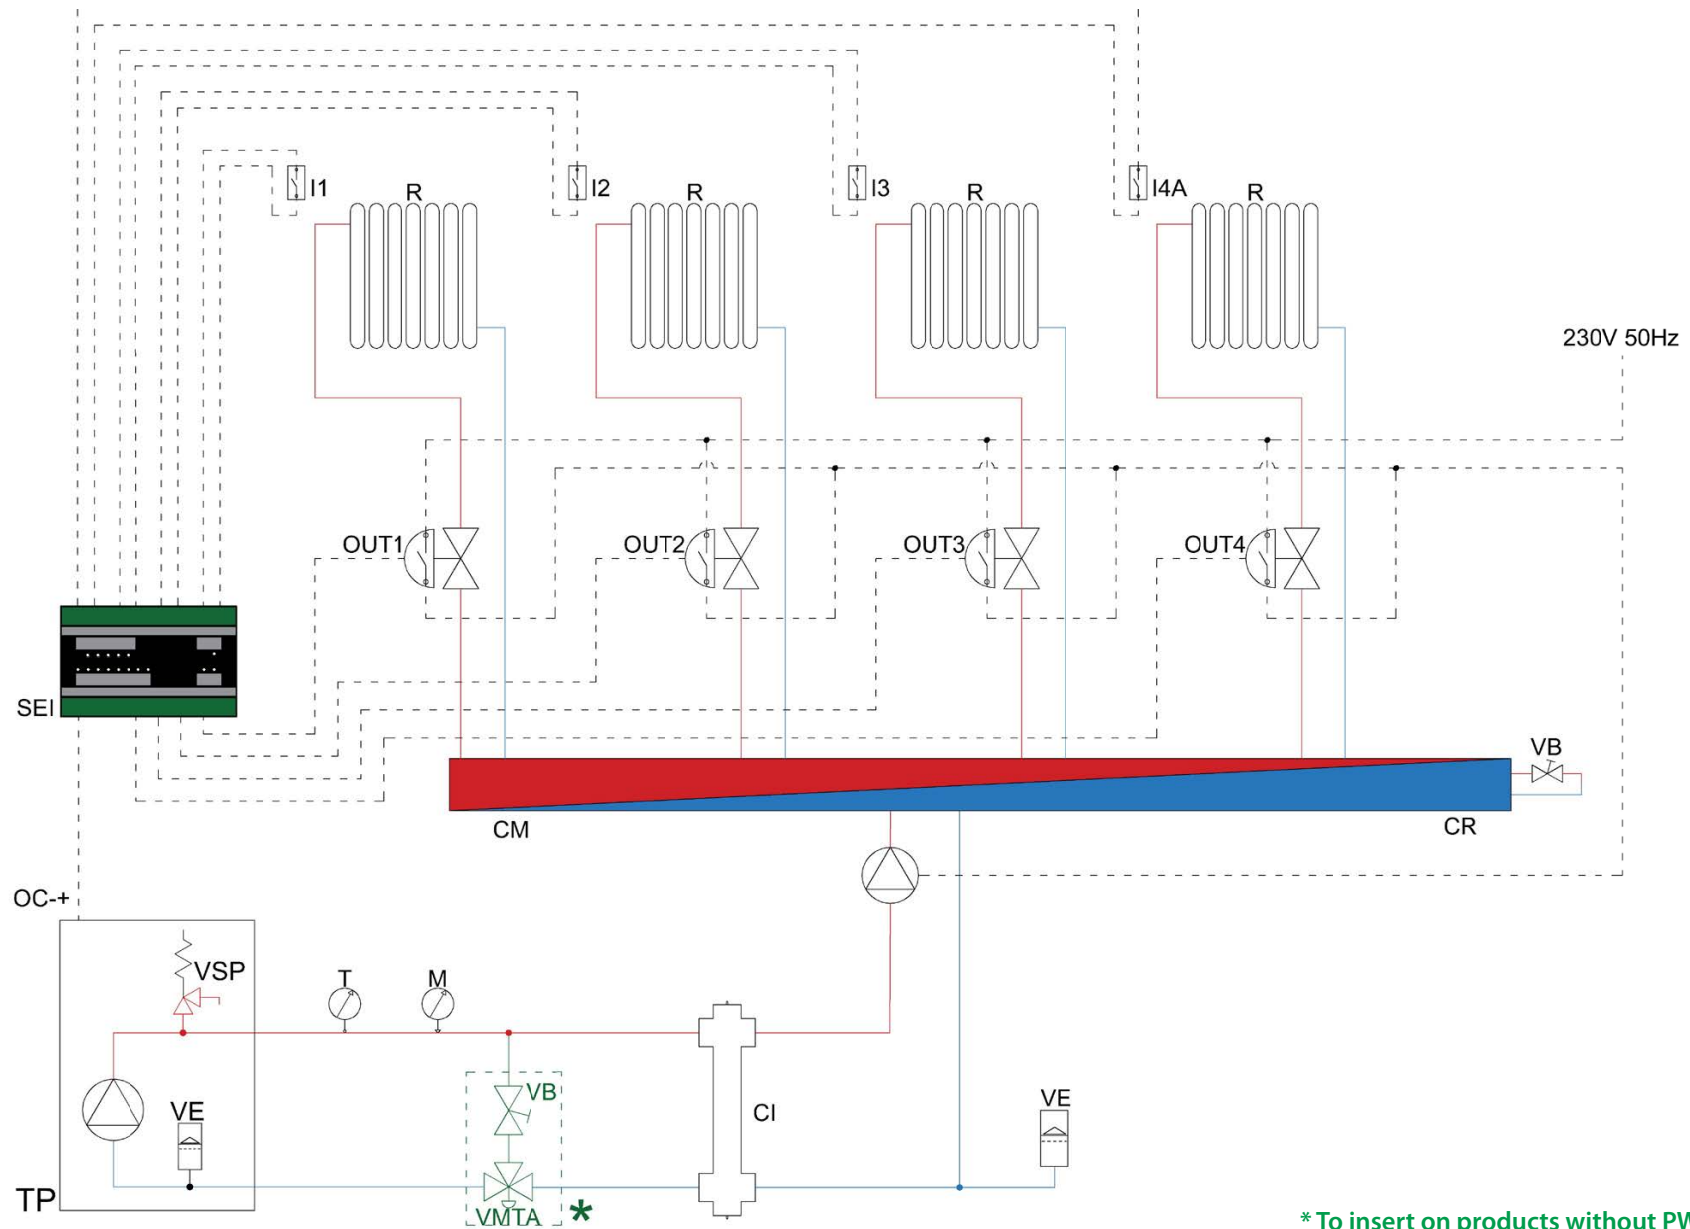 I1
R
I2
R
I3
R
I4A
R
230V 50Hz
OUT1
OUT2
OUT3
OUT4
SEI
VB
CM
CR
OC-+
VSP
T
M
VB
CI
VE
VE
TP
VMTA
*
* To insert on products without PW